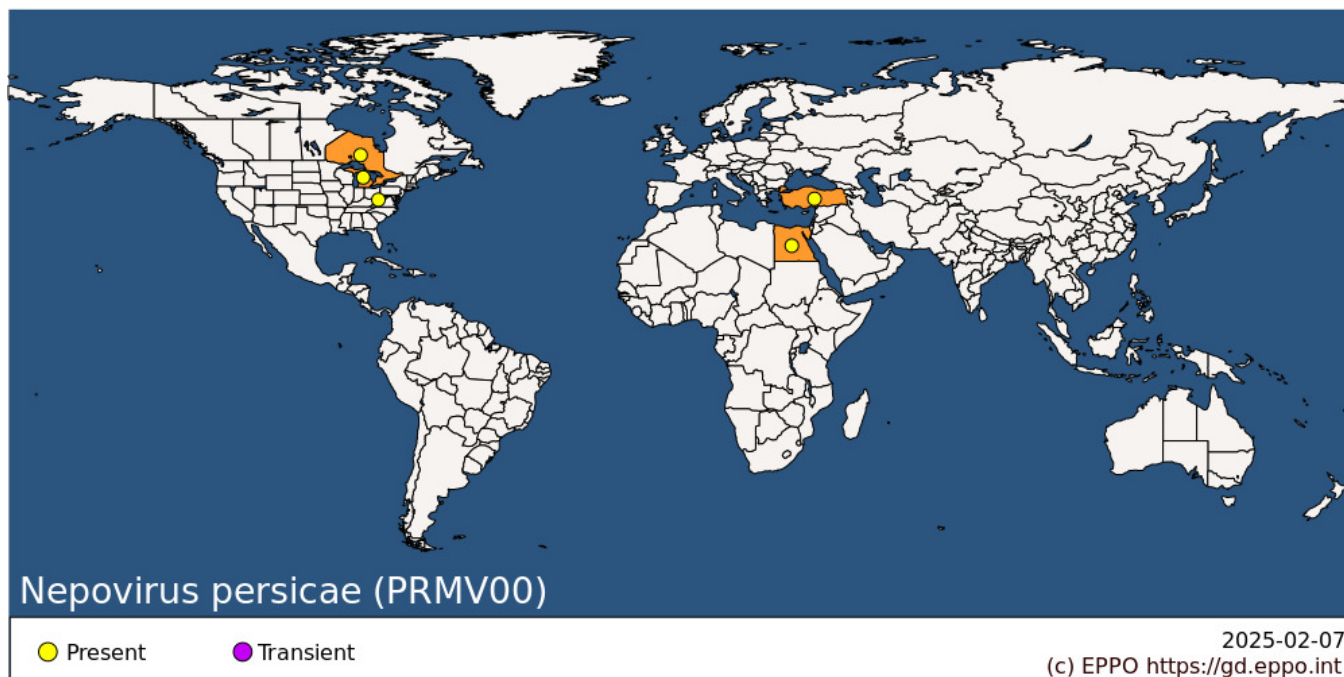 Nepovirus persicae (PRMV00)
Present
Transient
2025-02-07
(c) EPPO https://gd.eppo.int